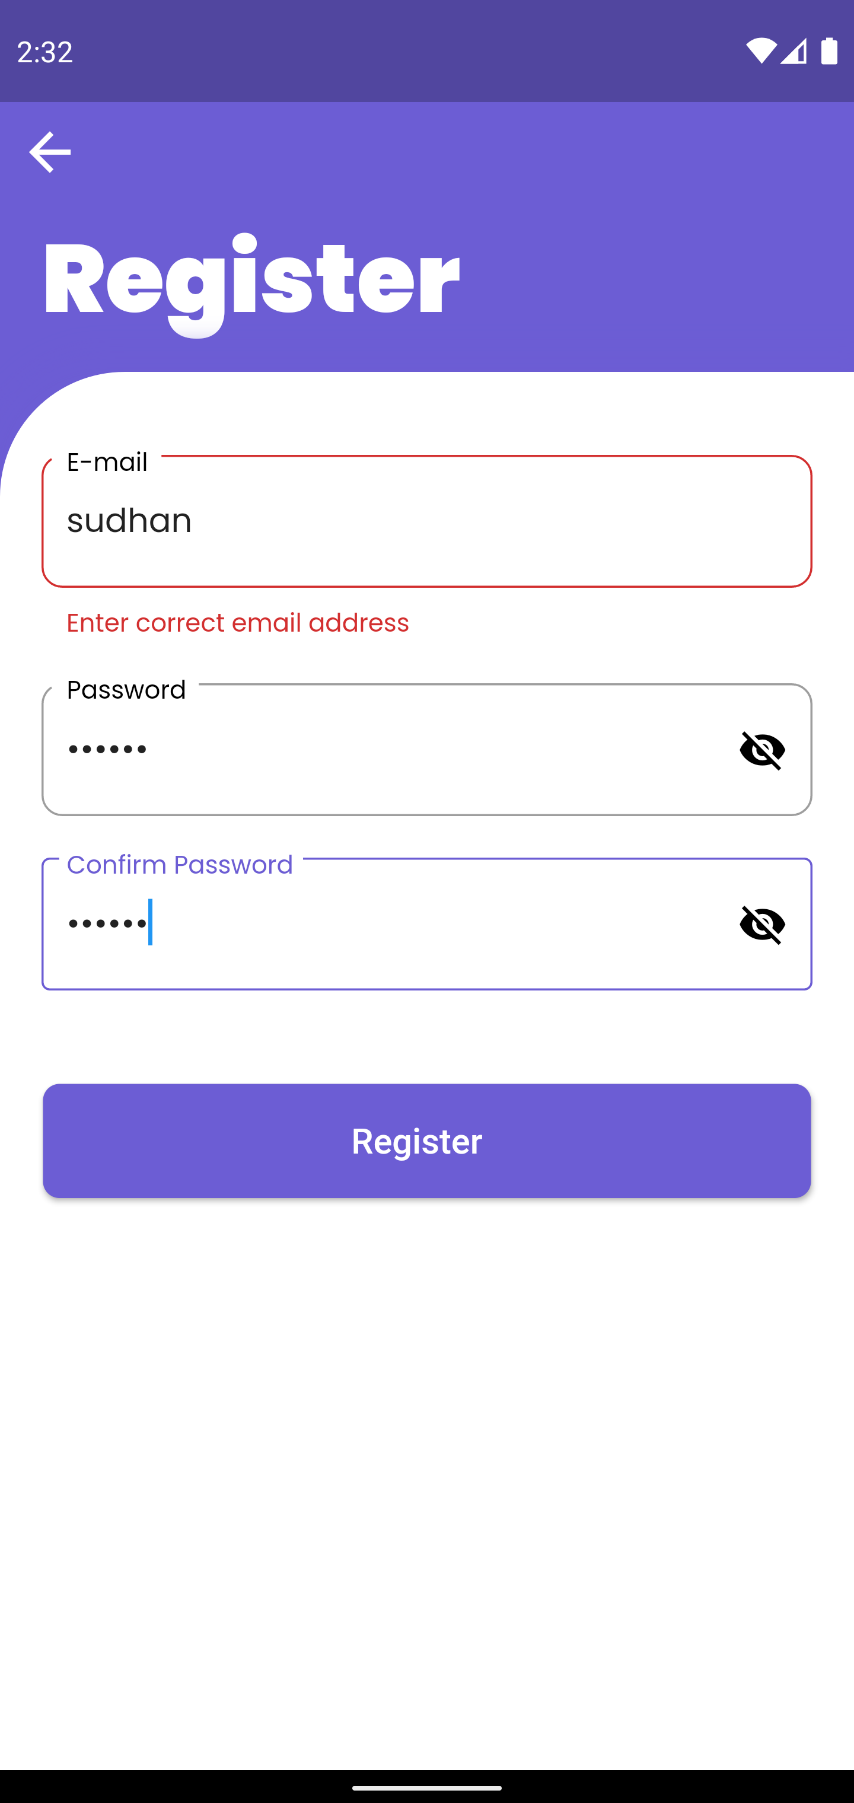 2:32
Register
E-mail
sudhan
Enter correct email address
Password
••••••
Confirm Password
••••••
Register